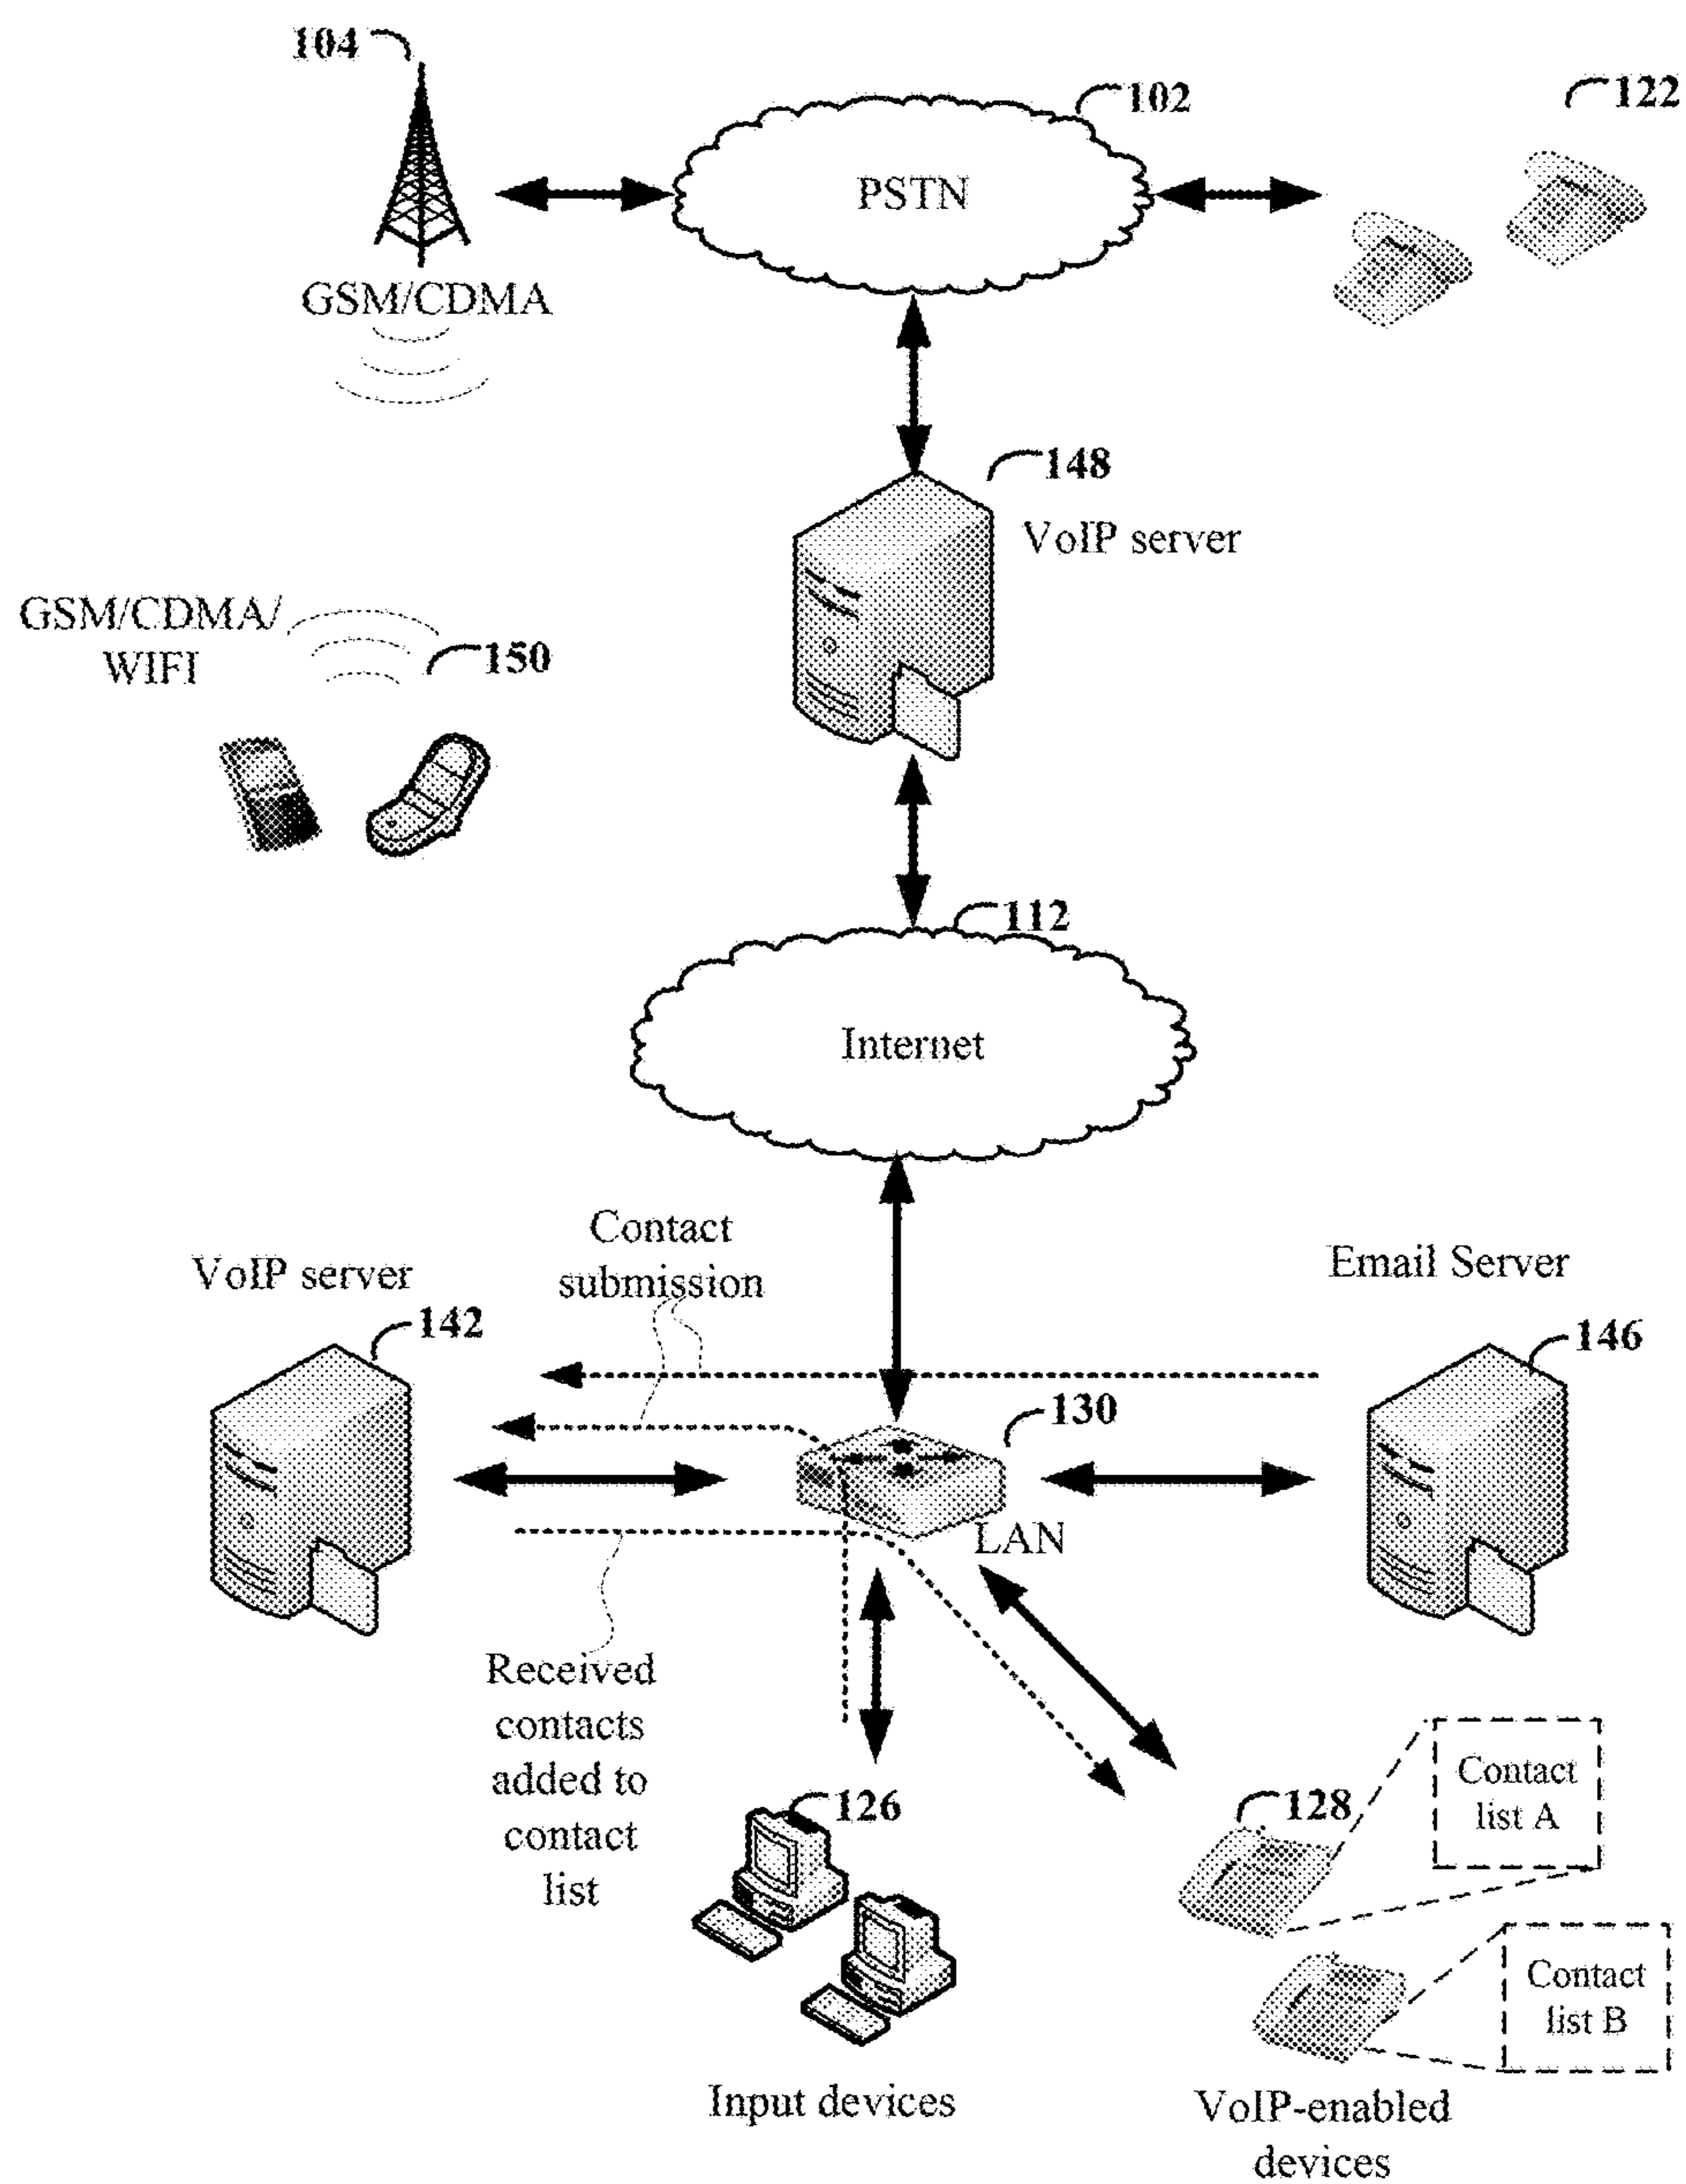 104
102
122
PSTN
GSM/CDMA
148
VoIP server
GSM/CDMA/
WIFI
150
112
Internet
Contact
submission
VoIP server
142
Email Server
146
130
LAN
Received
contacts
added to
contact
list
126
128
Contact
list A
Contact
list B
Input devices
VoIP-enabled
devices